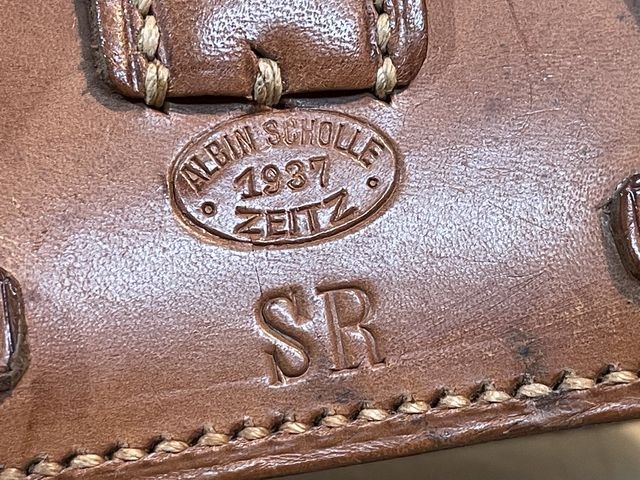 ALBIN SCHOLLE
1937
ZEITZ
SR